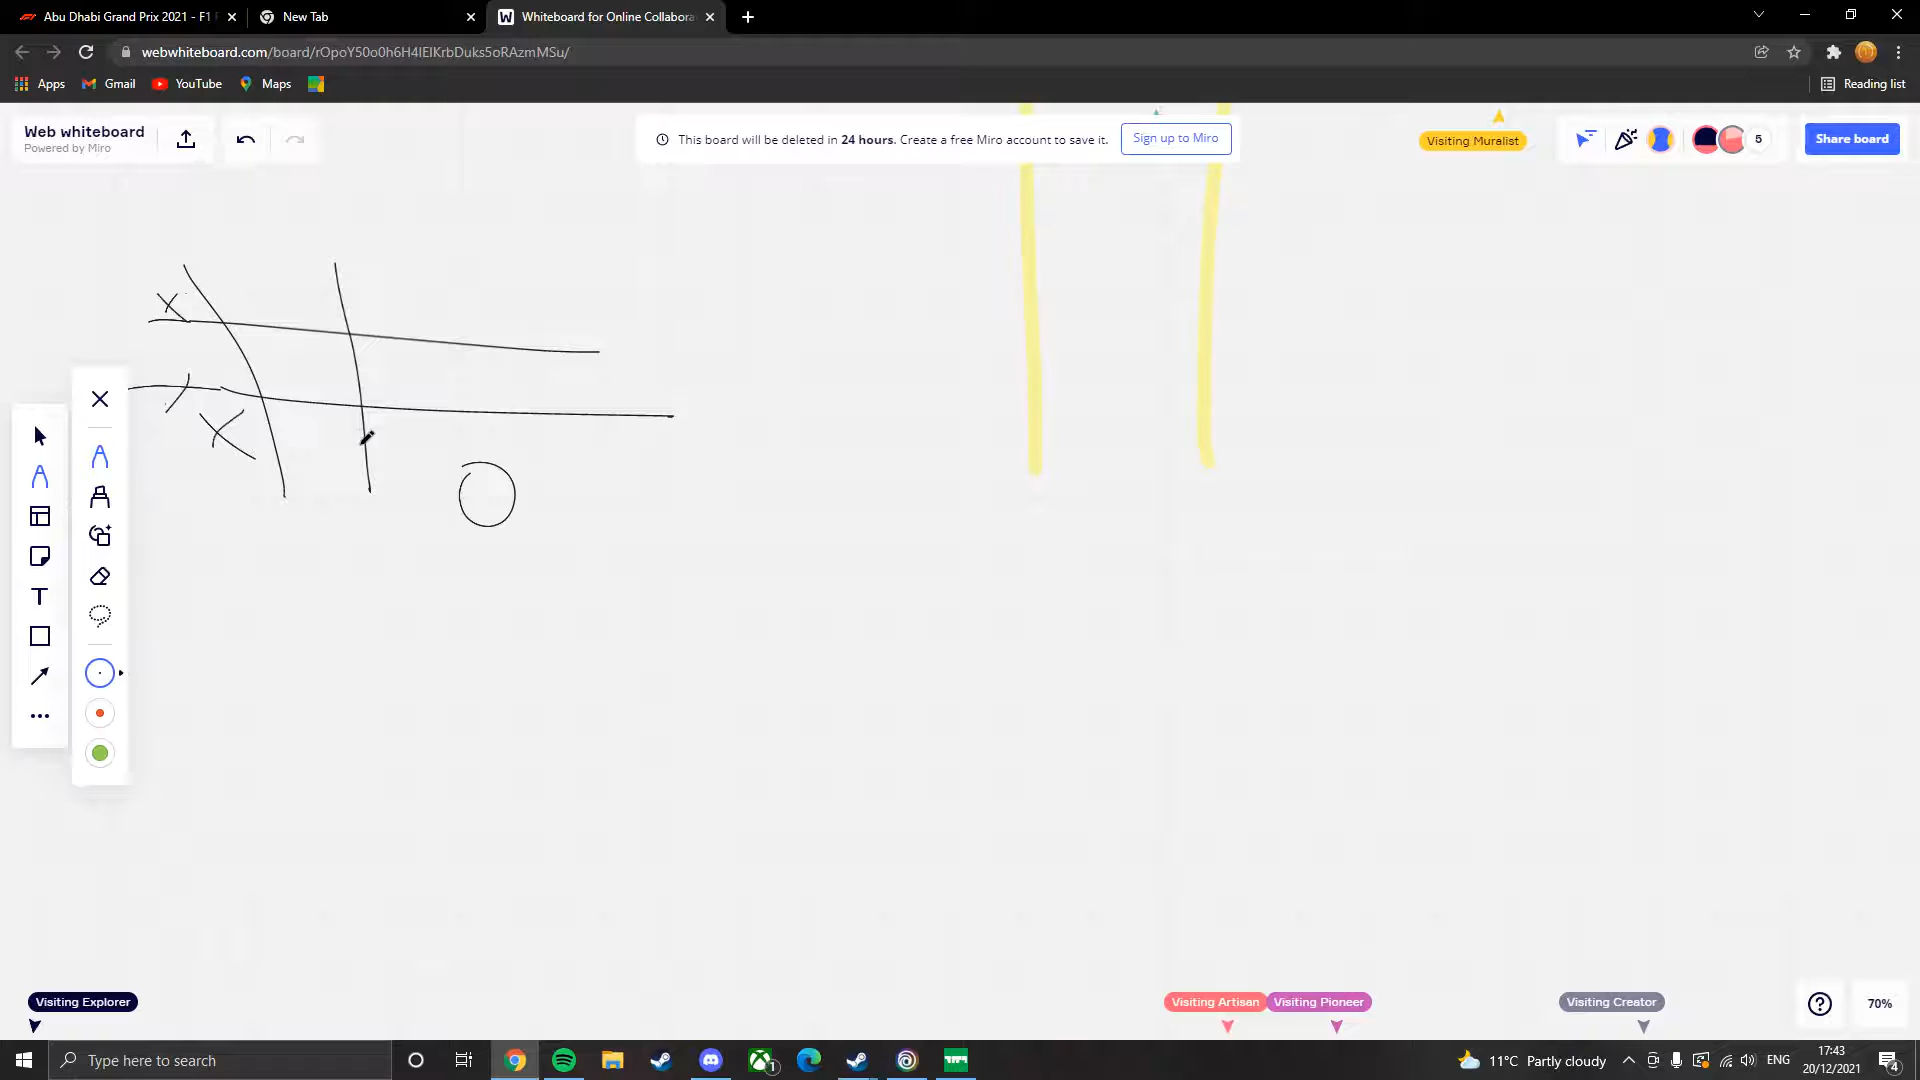 Abu Dhabi Grand Prix 2021 - F1 
New Tab
Whiteboard for Online Collabora
webwhiteboard.com/board/rOpoY50o0h6H4lEIKrbDuks5oRAzmMSu/
Apps
Gmail
YouTube
Maps
Reading list
Web whiteboard
Powered by Miro
This board will be deleted in 24 hours. Create a free Miro account to save it.
Sign up to Miro
Visiting Muralist
5
Share board
X
X
O
T
Visiting Explorer
Visiting Artisan
Visiting Pioneer
Visiting Creator
70%
Type here to search
1
11°C Partly cloudy
ENG
17:43
20/12/2021
4